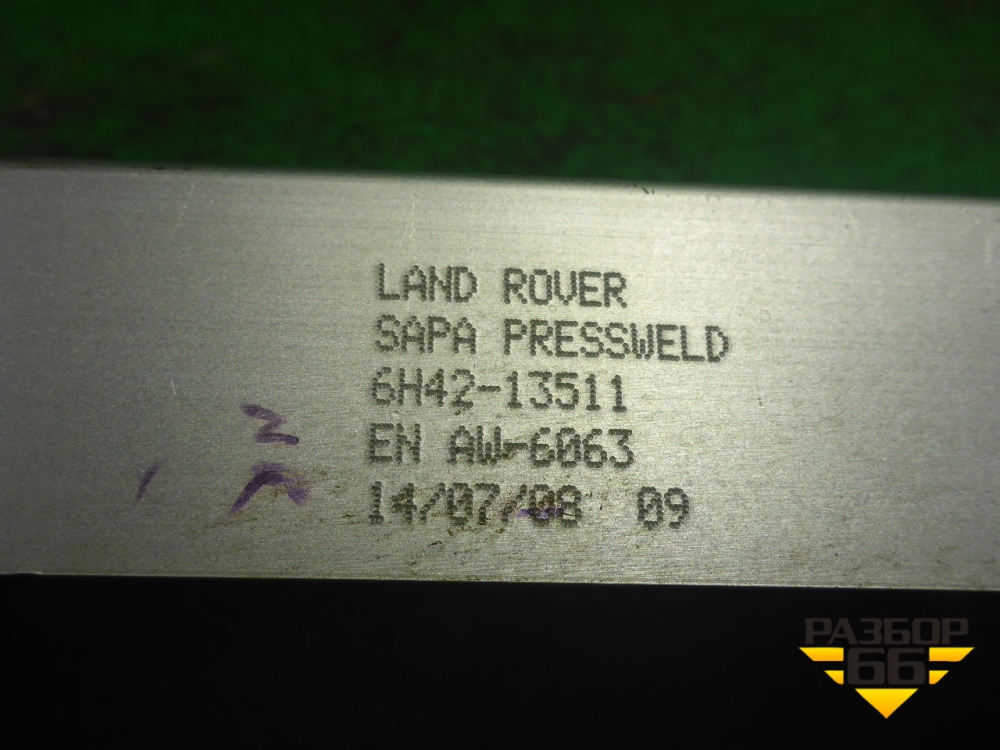 LAND ROVER
SAPA PRESSWELD
6H42-13511
EN AW-6063
14/07/08 09
РАЗБОР
66